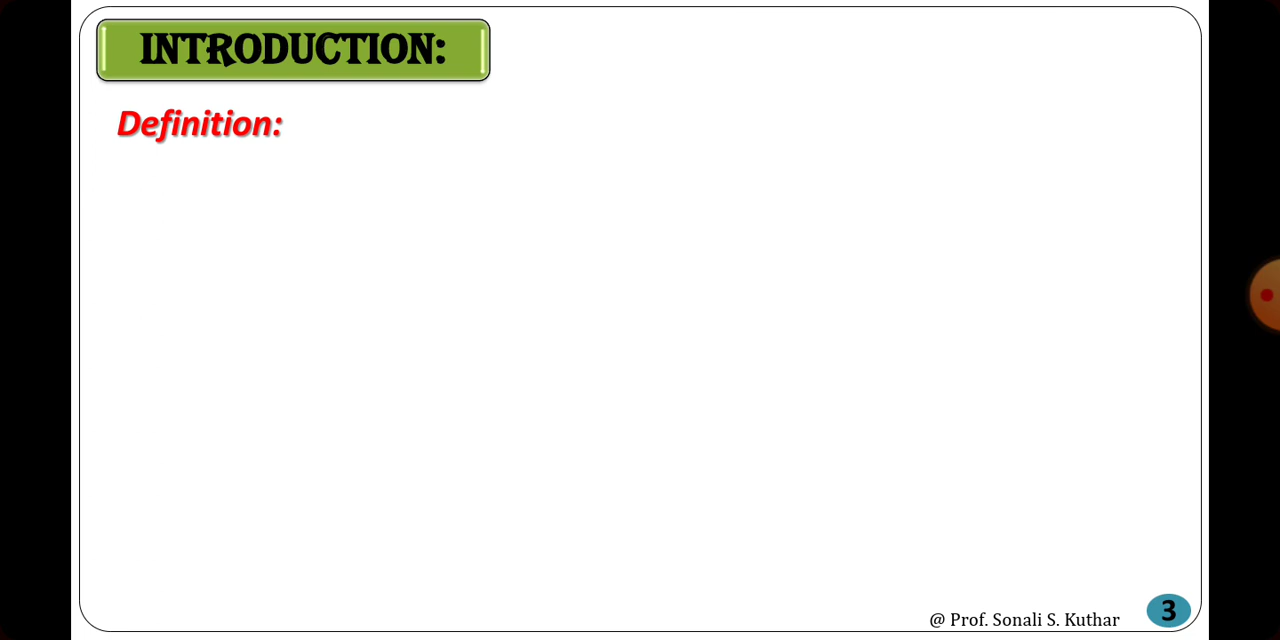 INTRODUCTION:
Definition:
@ Prof. Sonali S. Kuthar
3